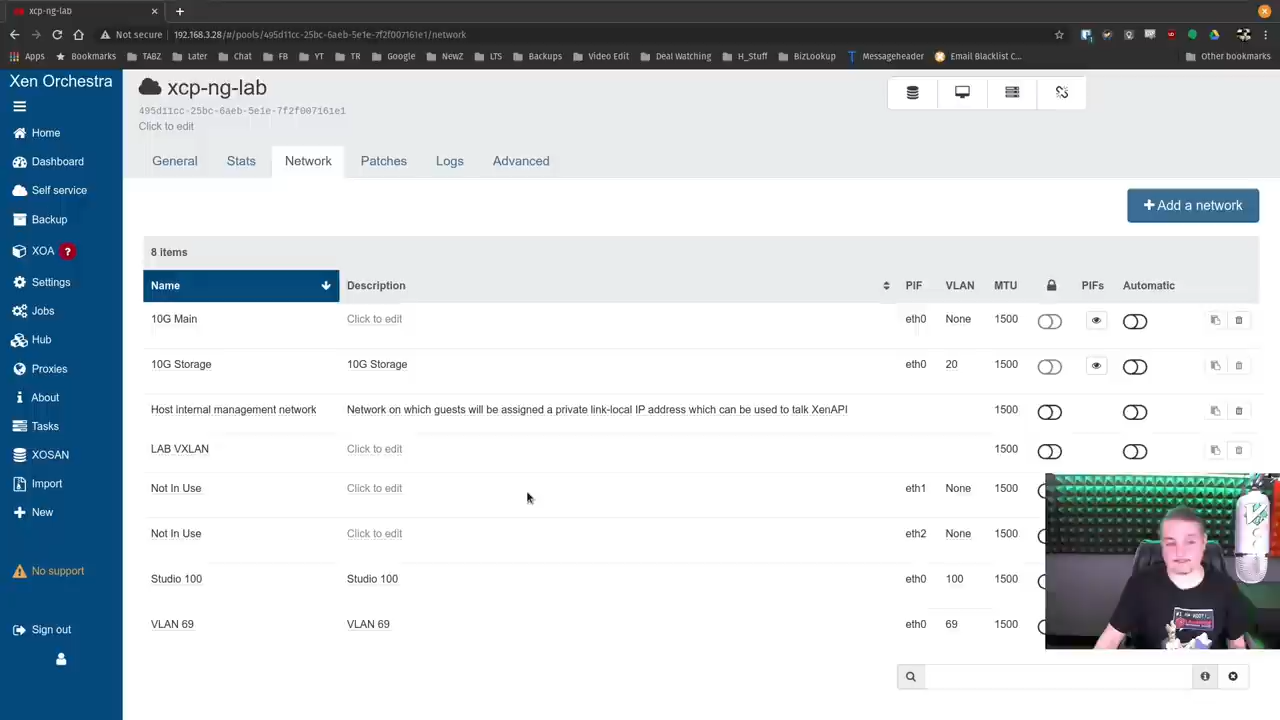 xcp-ng-lab
Not secure 192.168.3.28/#/pools/495d11cc-25bc-6aeb-5e1e-7f2f007161e1/network
Apps Bookmarks TABZ Later Chat FB YT TR Google NewZ LTS Backups Video Edit Deal Watching H_Stuff BizLookup Messageheader Email Blacklist C... Other bookmarks
Xen Orchestra
Home
Dashboard
Self service
Backup
XOA ?
Settings
Jobs
Hub
Proxies
About
Tasks
XOSAN
Import
New
No support
Sign out
xcp-ng-lab
495d11cc-25bc-6aeb-5e1e-7f2f007161e1
Click to edit
General Stats Network Patches Logs Advanced
Add a network
8 items
Name Description PIF VLAN MTU PIFs Automatic
10G Main Click to edit eth0 None 1500
10G Storage 10G Storage eth0 20 1500
Host internal management network Network on which guests will be assigned a private link-local IP address which can be used to talk XenAPI 1500
LAB VXLAN Click to edit 1500
Not In Use Click to edit eth1 None 1500
Not In Use Click to edit eth2 None 1500
Studio 100 Studio 100 eth0 100 1500
VLAN 69 VLAN 69 eth0 69 1500